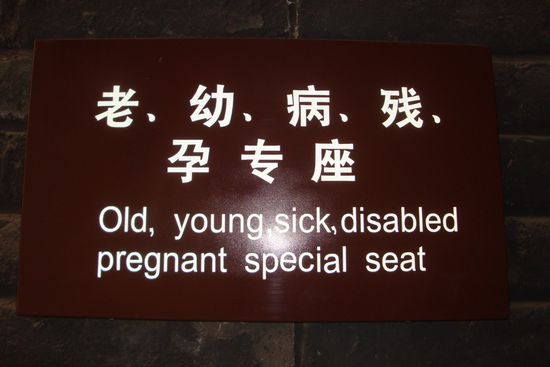 老、幼、病、残、
孕专座
Old, young,sick,disabled
pregnant special seat